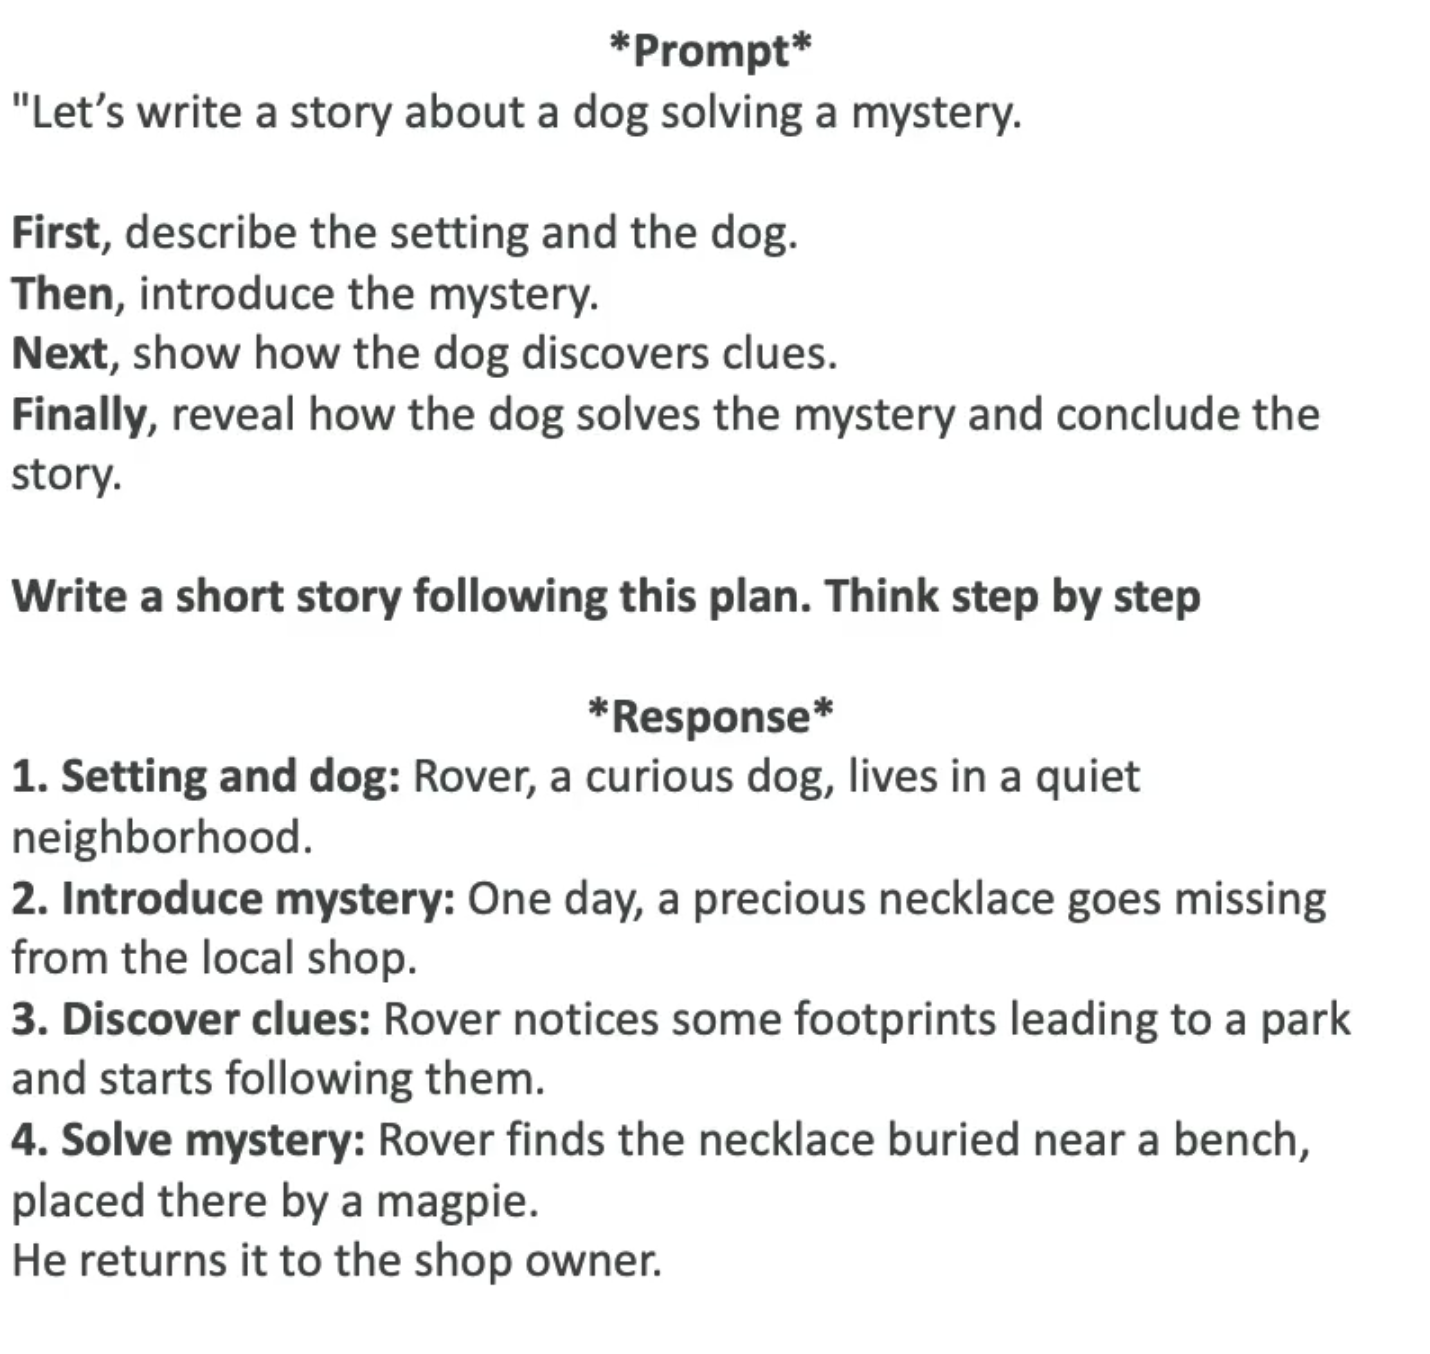 *Prompt*
"Let’s write a story about a dog solving a mystery.
First, describe the setting and the dog.
Then, introduce the mystery.
Next, show how the dog discovers clues.
Finally, reveal how the dog solves the mystery and conclude the
story.
Write a short story following this plan. Think step by step
*Response*
1. Setting and dog: Rover, a curious dog, lives in a quiet
neighborhood.
2. Introduce mystery: One day, a precious necklace goes missing
from the local shop.
3. Discover clues: Rover notices some footprints leading to a park
and starts following them.
4. Solve mystery: Rover finds the necklace buried near a bench,
placed there by a magpie.
He returns it to the shop owner.